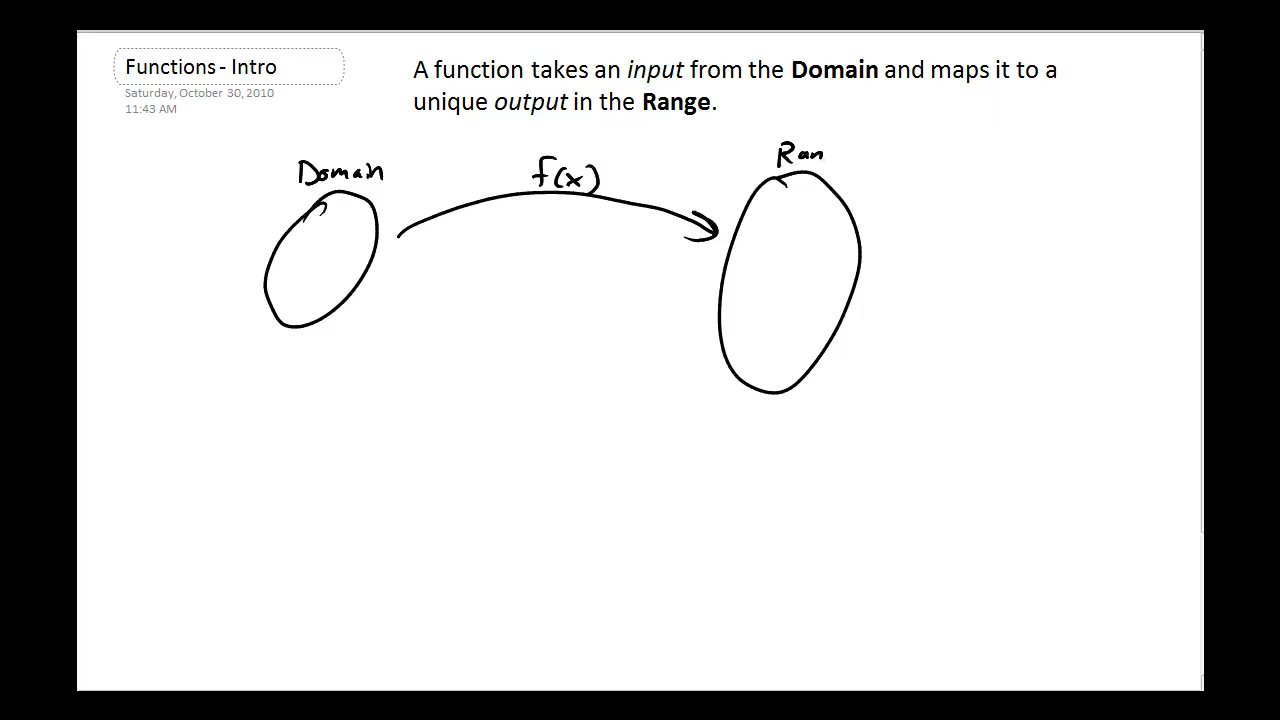 Functions - Intro
Saturday, October 30, 2010
11:43 AM
A function takes an input from the Domain and maps it to a
unique output in the Range.
Domain
f(x)
Ran